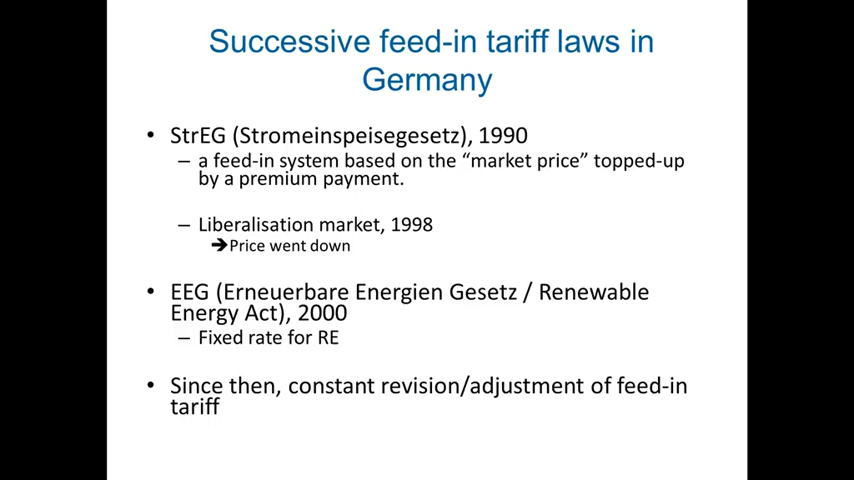 Successive feed-in tariff laws in
Germany
• StrEG (Stromeinspeisegesetz), 1990
– a feed-in system based on the “market price” topped-up
by a premium payment.
– Liberalisation market, 1998
➔Price went down
• EEG (Erneuerbare Energien Gesetz / Renewable
Energy Act), 2000
– Fixed rate for RE
• Since then, constant revision/adjustment of feed-in
tariff